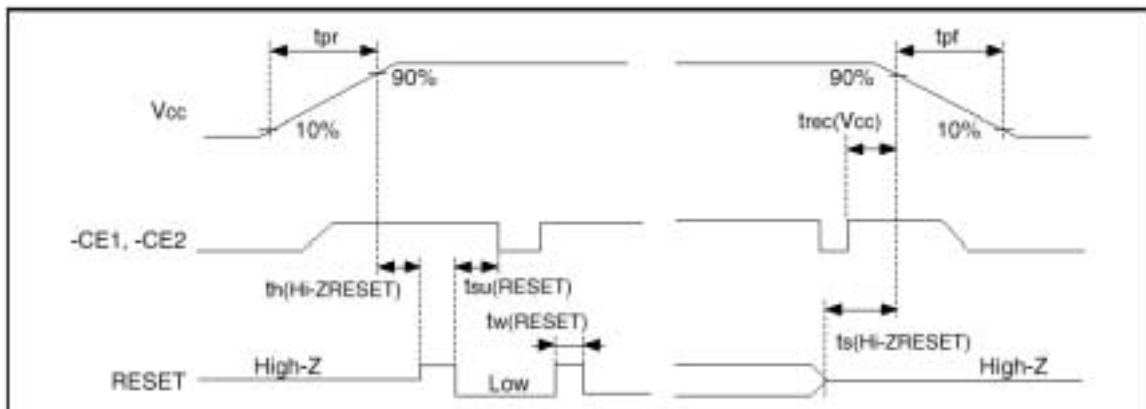 tpr
tpf
90%
90%
Vcc
10%
trec(Vcc)
10%
-CE1, -CE2
th(Hi-ZRESET)
tsu(RESET)
tw(RESET)
ts(Hi-ZRESET)
High-Z
High-Z
RESET
Low